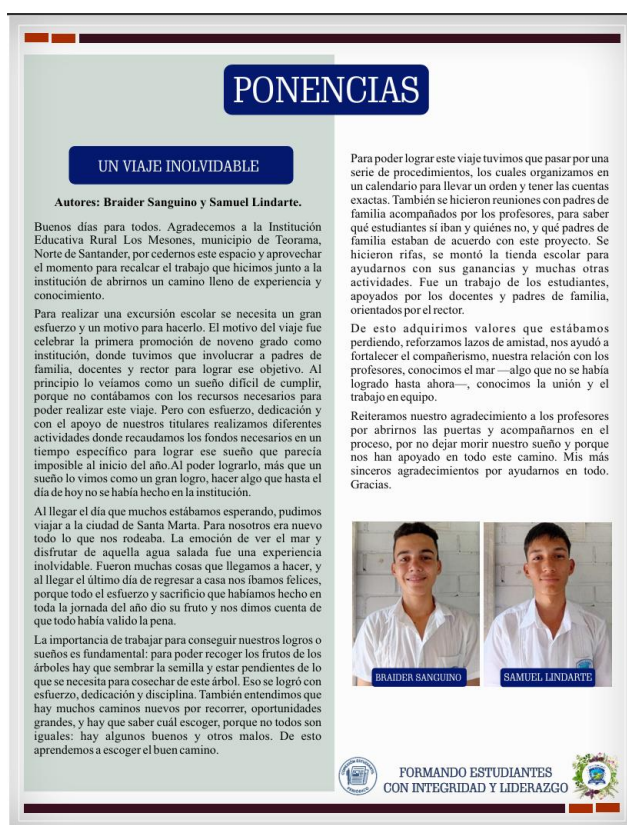 PONENCIAS
UN VIAJE INOLVIDABLE
Autores: Braider Sanguino y Samuel Lindarte.
Buenos días para todos. Agradecemos a la Institución
Educativa Rural Los Mesones, municipio de Teorama,
Norte de Santander, por cedernos este espacio y aprovechar
el momento para recalcar el trabajo que hicimos junto a la
institución de abrirnos un camino lleno de experiencia y
conocimiento.
Para realizar una excursión escolar se necesita un gran
esfuerzo y un motivo para hacerlo. El motivo del viaje fue
celebrar la primera promoción de noveno grado como
institución, donde tuvimos que involucrar a padres de
familia, docentes y rector para lograr ese objetivo. Al
principio lo veíamos como un sueño difícil de cumplir,
porque no contábamos con los recursos necesarios para
poder realizar este viaje. Pero con esfuerzo, dedicación y
con el apoyo de nuestros titulares realizamos diferentes
actividades donde recaudamos los fondos necesarios en un
tiempo específico para lograr ese sueño que parecía
imposible al inicio del año.Al poder lograrlo, más que un
sueño lo vimos como un gran logro, hacer algo que hasta el
día de hoy no se había hecho en la institución.
Al llegar el día que muchos estábamos esperando, pudimos
viajar a la ciudad de Santa Marta. Para nosotros era nuevo
todo lo que nos rodeaba. La emoción de ver el mar y
disfrutar de aquella agua salada fue una experiencia
inolvidable. Fueron muchas cosas que llegamos a hacer, y
al llegar el último día de regresar a casa nos íbamos felices,
porque todo el esfuerzo y sacrificio que habíamos hecho en
toda la jornada del año dio su fruto y nos dimos cuenta de
que todo había valido la pena.
La importancia de trabajar para conseguir nuestros logros o
sueños es fundamental: para poder recoger los frutos de los
árboles hay que sembrar la semilla y estar pendientes de lo
que se necesita para cosechar de este árbol. Eso se logró con
esfuerzo, dedicación y disciplina. También entendimos que
hay muchos caminos nuevos por recorrer, oportunidades
grandes, y hay que saber cuál escoger, porque no todos son
iguales: hay algunos buenos y otros malos. De esto
aprendemos a escoger el buen camino.
Para poder lograr este viaje tuvimos que pasar por una
serie de procedimientos, los cuales organizamos en
un calendario para llevar un orden y tener las cuentas
exactas. También se hicieron reuniones con padres de
familia acompañados por los profesores, para saber
qué estudiantes sí iban y quiénes no, y qué padres de
familia estaban de acuerdo con este proyecto. Se
hicieron rifas, se montó la tienda escolar para
ayudarnos con sus ganancias y muchas otras
actividades. Fue un trabajo de los estudiantes,
apoyados por los docentes y padres de familia,
orientados por el rector.
De esto adquirimos valores que estábamos
perdiendo, reforzamos lazos de amistad, nos ayudó a
fortalecer el compañerismo, nuestra relación con los
profesores, conocimos el mar —algo que no se había
logrado hasta ahora—, conocimos la unión y el
trabajo en equipo.
Reiteramos nuestro agradecimiento a los profesores
por abrirnos las puertas y acompañarnos en el
proceso, por no dejar morir nuestro sueño y porque
nos han apoyado en todo este camino. Mis más
sinceros agradecimientos por ayudarnos en todo.
Gracias.
BRAIDER SANGUINO
SAMUEL LINDARTE
FORMANDO ESTUDIANTES
CON INTEGRIDAD Y LIDERAZGO